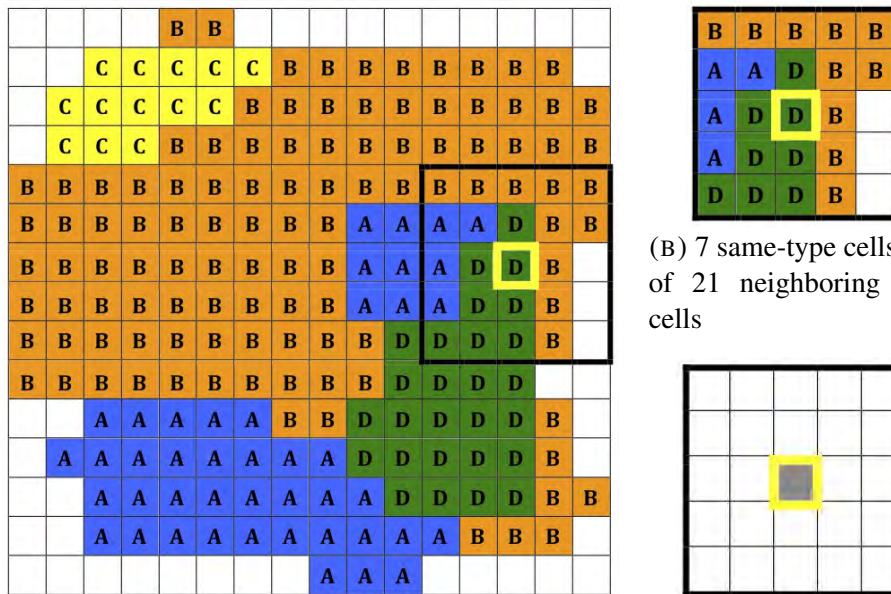 B B
C C C C C B B B B B B B B
C C C C C B B B B B B B B B B
C C C B B B B B B B B B B B B
B B B B B B B B B B B B B B B B
B B B B B B B B B A A A A D B B
B B B B B B B B B A A A D D B
B B B B B B B B B A A A D D B
B B B B B B B B B B D D D D B
B B B B B B B B B B D D D D
A A A A A B B D D D D D B
A A A A A A A A D D D D D B
A A A A A A A A D D D D B B
A A A A A A A A A A B B B
A A A
B B B B B
A A D B B
A D D B
A D D B
D D D B
(B) 7 same-type cells
of 21 neighboring
cells